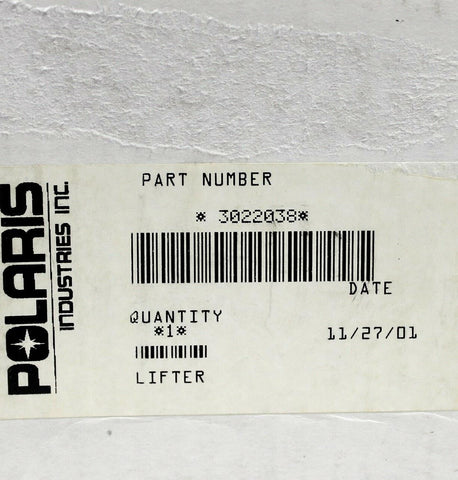 POLARIS
INDUSTRIES INC.
PART NUMBER
* 3022038*
DATE
QUANTITY
*1*
11/27/01
LIFTER